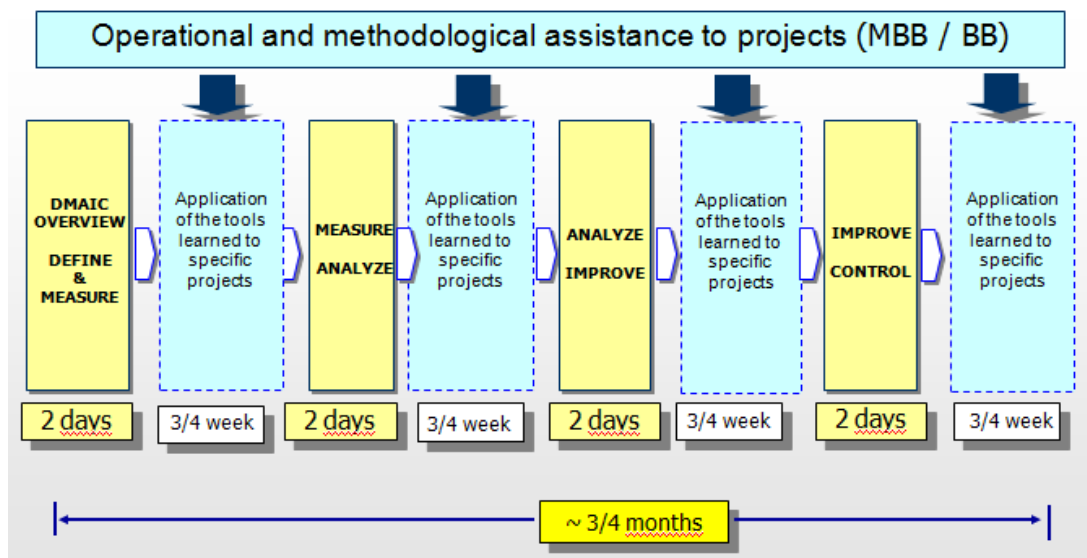 Operational and methodological assistance to projects (MBB / BB)
DMAIC
OVERVIEW
DEFINE
&
MEASURE
Application
of the tools
learned to
specific
projects
MEASURE
ANALYZE
Application
of the tools
learned to
specific
projects
ANALYZE
IMPROVE
Application
of the tools
learned to
specific
projects
IMPROVE
CONTROL
Application
of the tools
learned to
specific
projects
2 days
3/4 week
2 days
3/4 week
2 days
3/4 week
2 days
3/4 week
~ 3/4 months